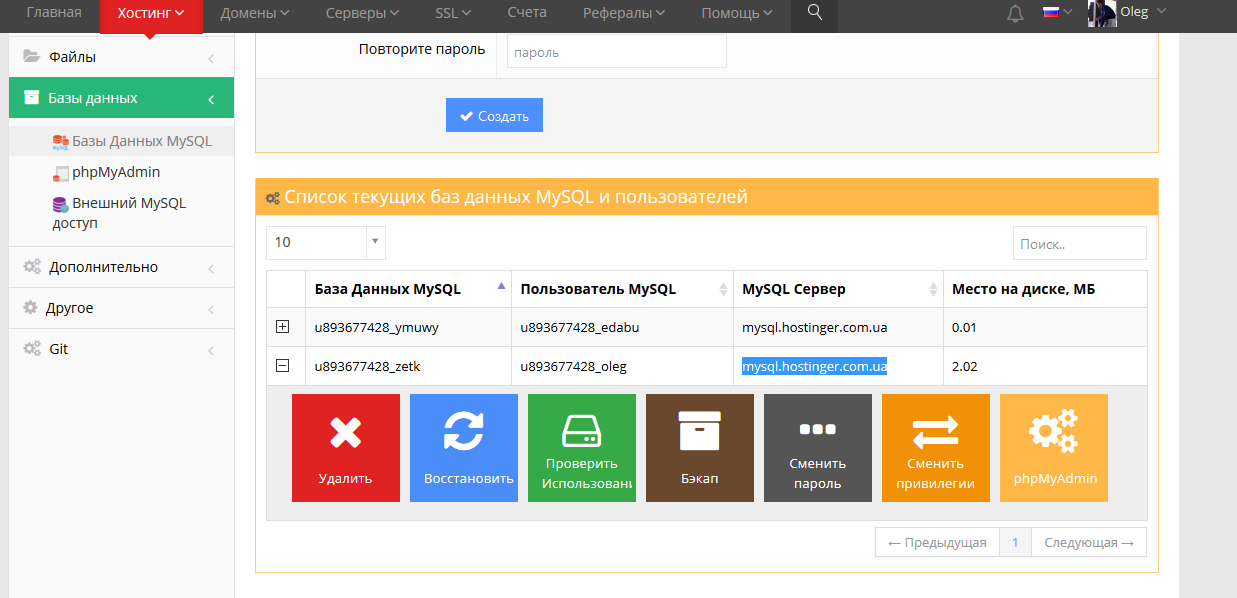 Главная Хостинг Домены Серверы SSL Счета Рефералы Помощь Oleg
Файлы
Базы данных
Базы Данных MySQL
phpMyAdmin
Внешний MySQL
доступ
Дополнительно
Другое
Git
Повторите пароль пароль
Создать
Список текущих баз данных MySQL и пользователей
10 Поиск..
База Данных MySQL Пользователь MySQL MySQL Сервер Место на диске, МБ
u893677428_ymuwy u893677428_edabu mysql.hostinger.com.ua 0.01
u893677428_zetk u893677428_oleg mysql.hostinger.com.ua 2.02
Удалить
Восстановить
Проверить
Использовани
Бэкап
Сменить
пароль
Сменить
привилегии
phpMyAdmin
← Предыдущая 1 Следующая →